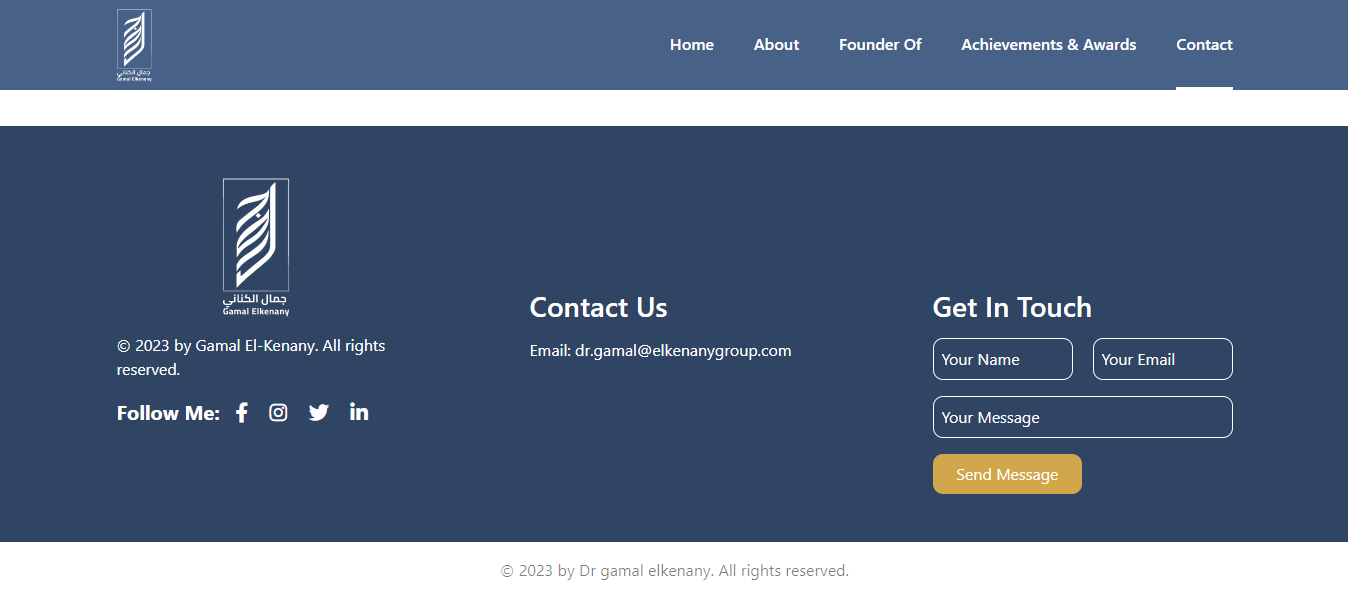 جمال الكناني
Gamal Elkenany
Home
About
Founder Of
Achievements & Awards
Contact
جمال الكناني
Gamal Elkenany
© 2023 by Gamal El-Kenany. All rights
reserved.
Follow Me:
Contact Us
Email: dr.gamal@elkenanygroup.com
Get In Touch
Your Name
Your Email
Your Message
Send Message
© 2023 by Dr gamal elkenany. All rights reserved.